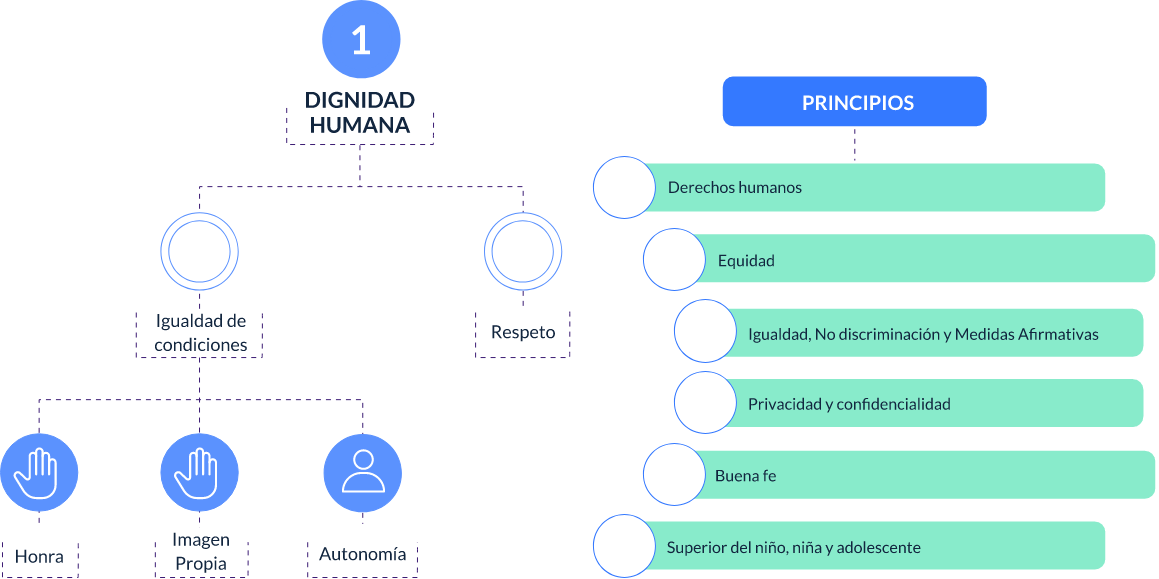 1
DIGNIDAD
HUMANA
Igualdad de
condiciones
Respeto
Honra
Imagen
Propia
Autonomía
PRINCIPIOS
Derechos humanos
Equidad
Igualdad, No discriminación y Medidas Afirmativas
Privacidad y confidencialidad
Buena fe
Superior del niño, niña y adolescente